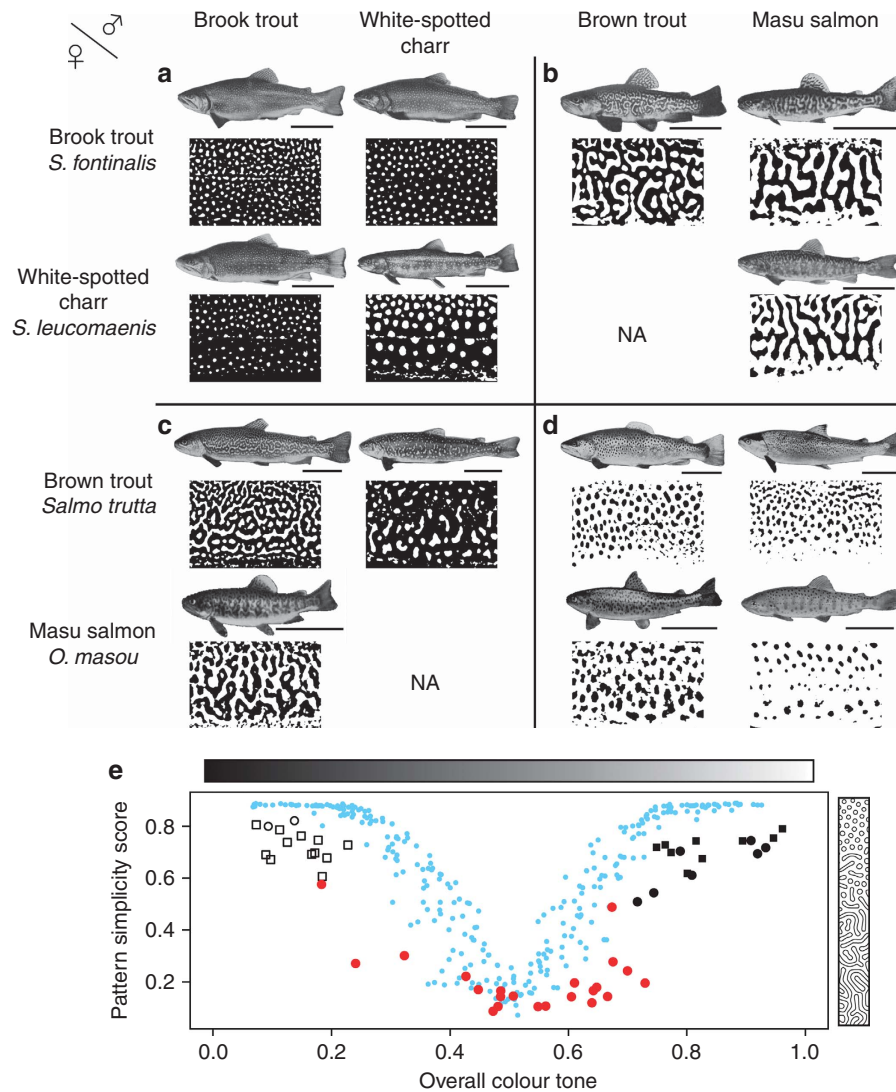 ♀ / ♂
Brook trout
White-spotted
charr
Brown trout
Masu salmon
a
b
Brook trout
S. fontinalis
White-spotted
charr
S. leucomaenis
NA
c
d
Brown trout
Salmo trutta
Masu salmon
O. masou
NA
e
Pattern simplicity score
0.8
0.6
0.4
0.2
0.0
0.2
0.4
0.6
0.8
1.0
Overall colour tone